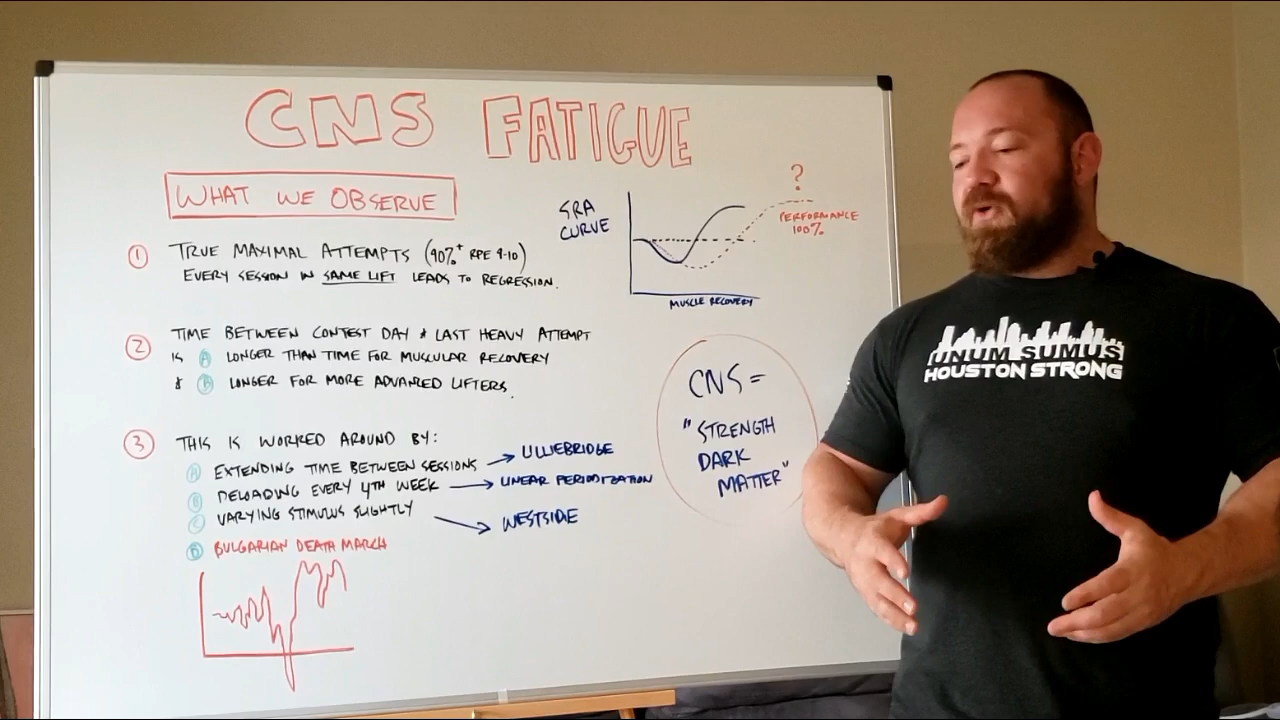 CNS FATIGUE
WHAT WE OBSERVE
1 TRUE MAXIMAL ATTEMPTS (90%+ RPE 9-10)
EVERY SESSION IN SAME LIFT LEADS TO REGRESSION.
2 TIME BETWEEN CONTEST DAY & LAST HEAVY ATTEMPT
IS A LONGER THAN TIME FOR MUSCULAR RECOVERY
& B LONGER FOR MORE ADVANCED LIFTERS.
3 THIS IS WORKED AROUND BY:
A EXTENDING TIME BETWEEN SESSIONS → LILLIEBRIDGE
B DELOADING EVERY 4TH WEEK → LINEAR PERIODIZATION
C VARYING STIMULUS SLIGHTLY → WESTSIDE
D BULGARIAN DEATH MARCH
SRA
CURVE
?
PERFORMANCE
100%
MUSCLE RECOVERY
CNS =
"STRENGTH
DARK
MATTER"
UNUM SUMUS
HOUSTON STRONG